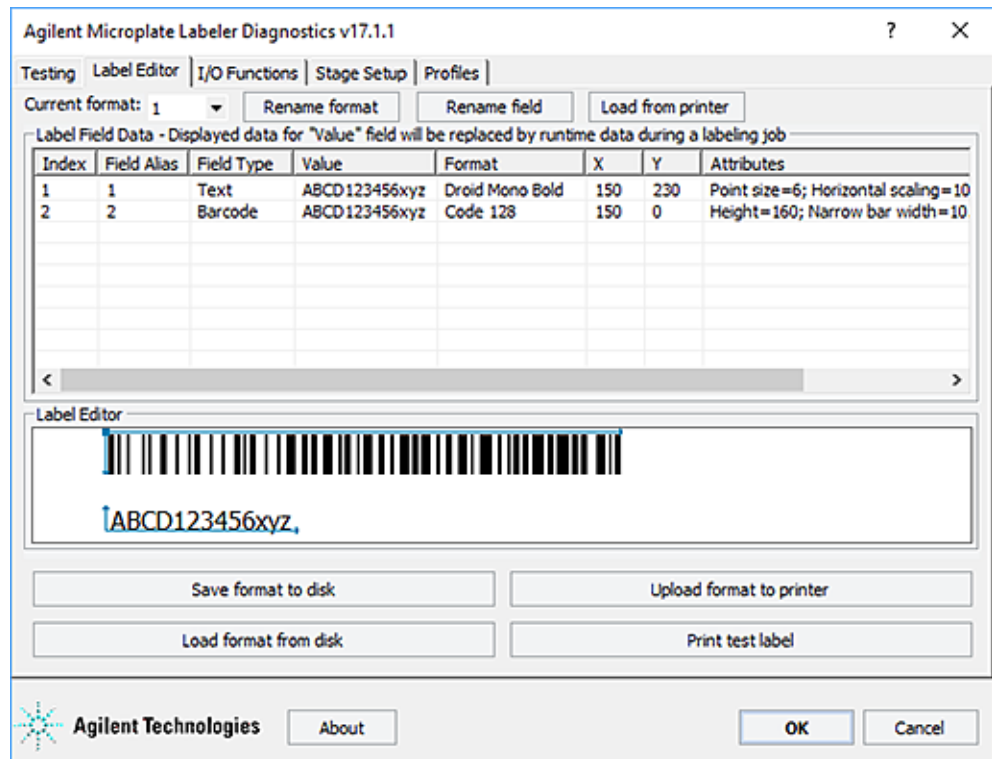 Agilent Microplate Labeler Diagnostics v17.1.1 ?
Testing Label Editor I/O Functions Stage Setup Profiles
Current format: 1 Rename format Rename field Load from printer
Label Field Data - Displayed data for "Value" field will be replaced by runtime data during a labeling job
Index Field Alias Field Type Value Format X Y Attributes
1 1 Text ABCD123456xyz Droid Mono Bold 150 230 Point size=6; Horizontal scaling=10
2 2 Barcode ABCD123456xyz Code 128 150 0 Height=160; Narrow bar width=10
Label Editor
ABCD123456xyz
Save format to disk Upload format to printer
Load format from disk Print test label
Agilent Technologies About OK Cancel